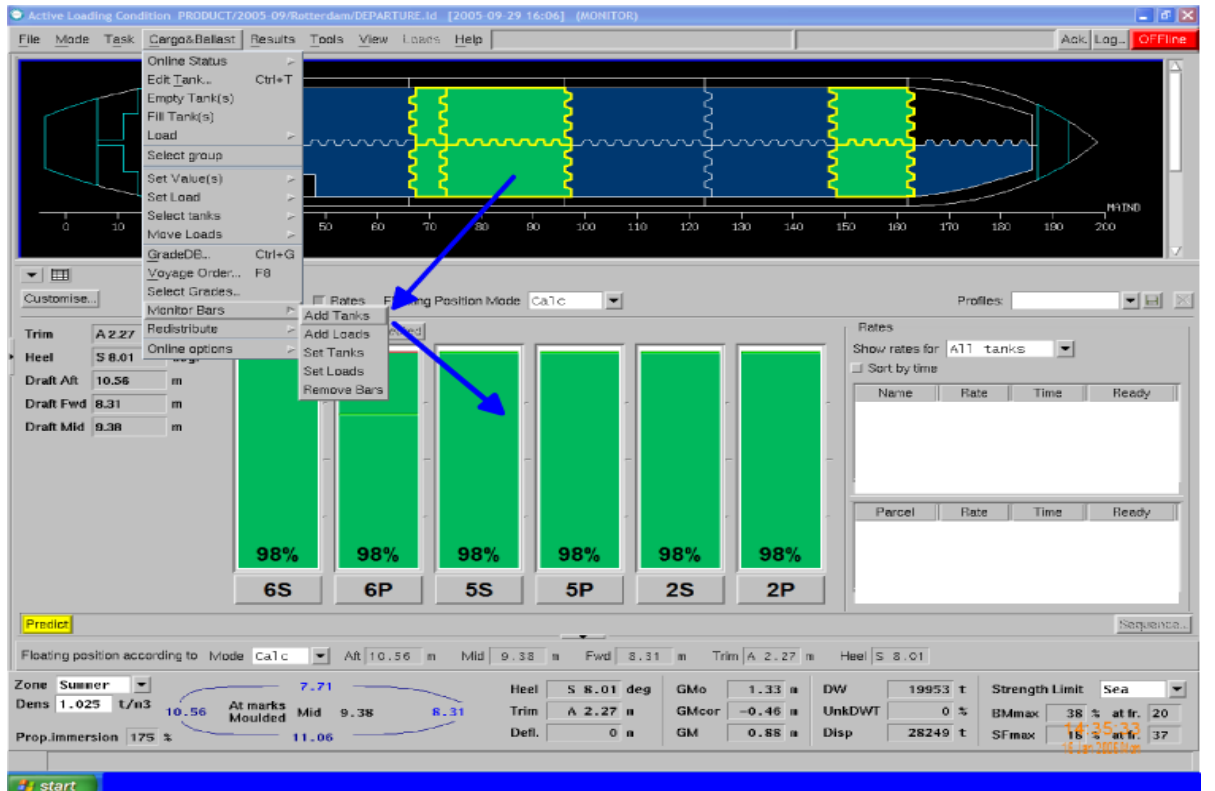 Active Loading Condition PRODUCT/2005-09/Rotterdam/DEPARTURE.ld [2005-09-29 16:06] (MONITOR)
File Mode Task Cargo&Ballast Results Tools View Loads Help Ack. Log... OFFline
Online Status
Edit Tank... Ctrl+T
Empty Tank(s)
Fill Tank(s)
Load
Select group
Set Value(s)
Set Load
Select tanks
Move Loads
GradeDB... Ctrl+G
Voyage Order... F8
Select Grades...
Monitor Bars
Redistribute
Online options
0 10 50 60 70 80 90 100 110 120 130 140 150 160 170 180 190 200
Customise...
Rates Position Mode Calc Profiles:
Add Tanks
Add Loads
Set Tanks
Set Loads
Remove Bars
Trim A 2.27
Heel S 8.01
Draft Aft 10.56 m
Draft Fwd 8.31 m
Draft Mid 9.38 m
Rates
Show rates for All tanks
Sort by time
Name Rate Time Ready
Parcel Rate Time Ready
98% 98% 98% 98% 98% 98%
6S 6P 5S 5P 2S 2P
Predict Sequence...
Floating position according to Mode Calc Aft 10.56 m Mid 9.38 m Fwd 8.31 m Trim A 2.27 m Heel S 8.01
Zone Summer 7.71 Heel S 8.01 deg GMo 1.33 m DW 19953 t Strength Limit Sea
Dens 1.025 t/m3 10.56 At marks Moulded Mid 9.38 8.31 Trim A 2.27 m GMcor -0.46 m UnkDWT 0 % BMmax 38 % at fr. 20
Prop.immersion 175 % 11.06 Defl. 0 m GM 0.88 m Disp 28249 t SFmax 16 % at fr. 37
14:35:33
start